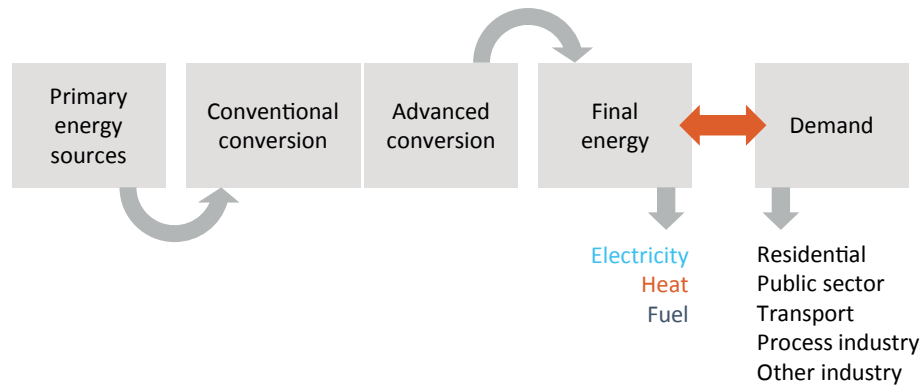 Primary
energy
sources
Conventional
conversion
Advanced
conversion
Final
energy
Demand
Electricity
Heat
Fuel
Residential
Public sector
Transport
Process industry
Other industry